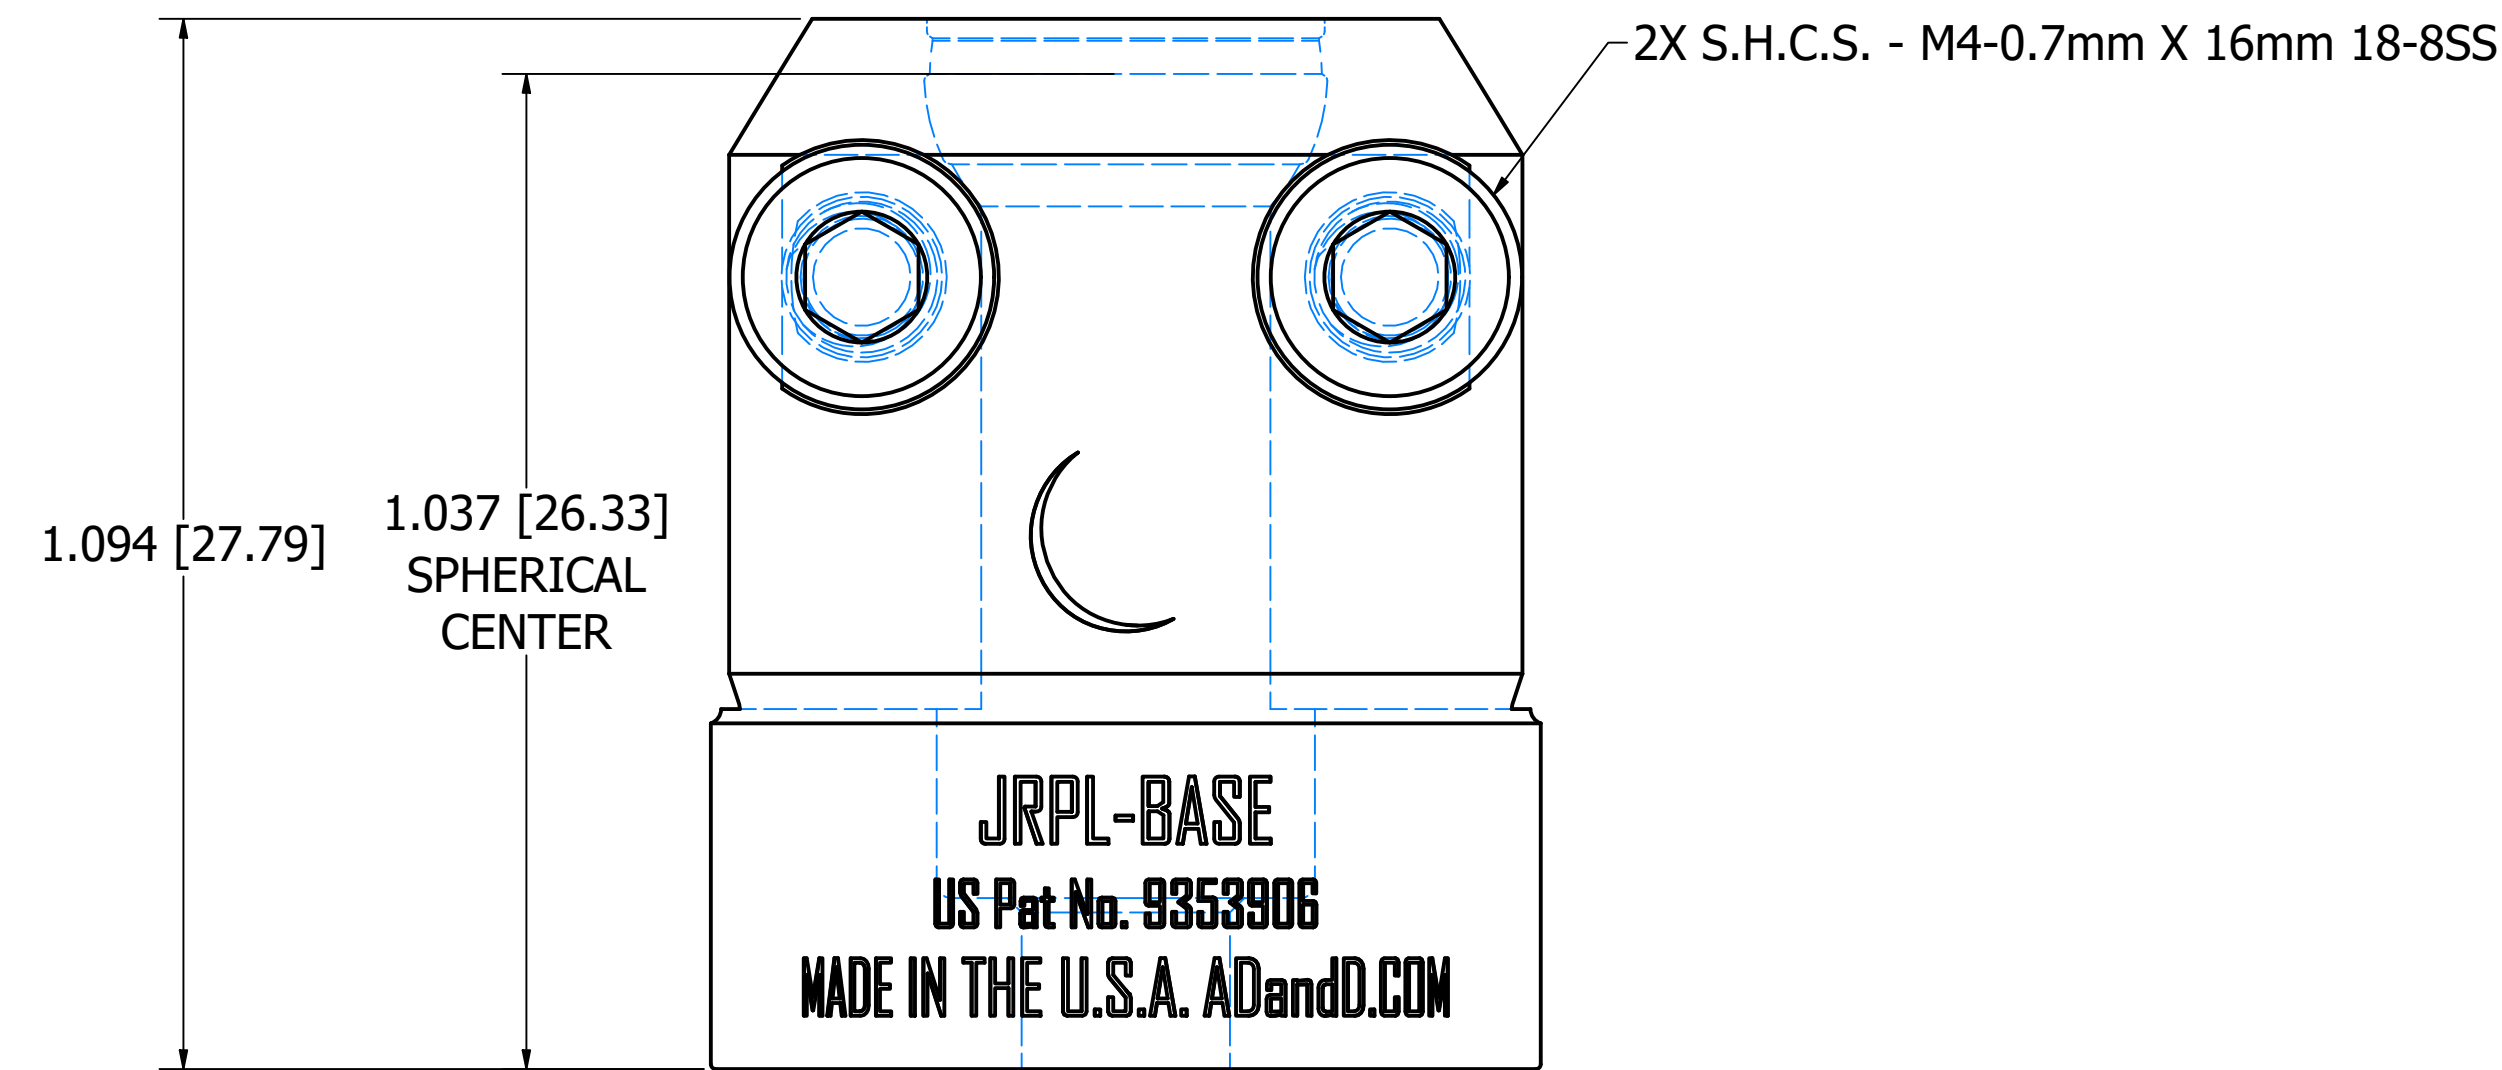 2X S.H.C.S. - M4-0.7mm X 16mm 18-8SS
1.094 [27.79]
1.037 [26.33]
SPHERICAL
CENTER
JRPL-BASE
US Pat No. 9353906
MADE IN THE U.S.A. ADandD.COM